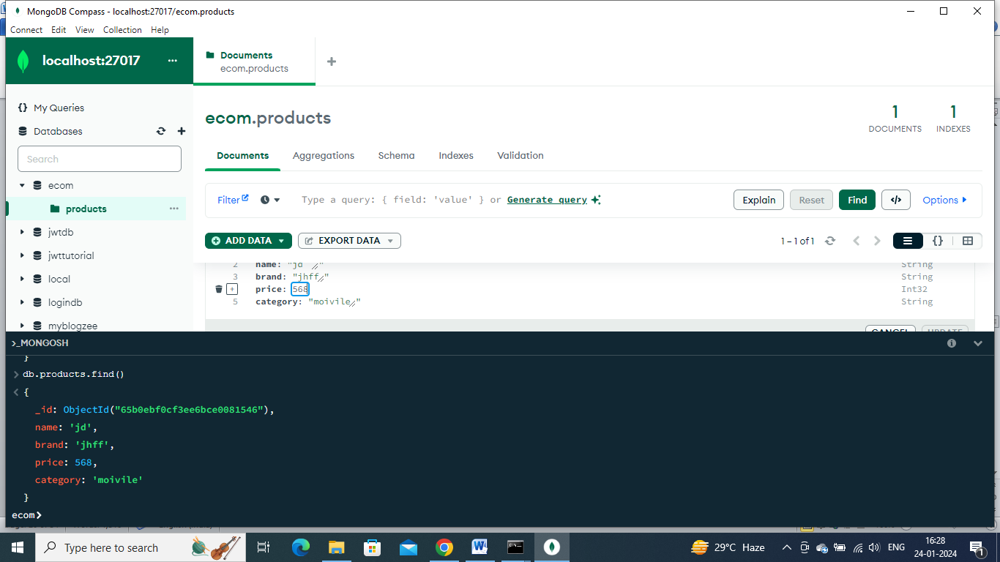 MongoDB Compass - localhost:27017/ecom.products
Connect Edit View Collection Help
localhost:27017 ...
Documents
ecom.products
{} My Queries
Databases
Search
ecom
products
jwtdb
jwttutorial
local
logindb
myblogzee
ecom.products
1
DOCUMENTS
1
INDEXES
Documents Aggregations Schema Indexes Validation
Filter Type a query: { field: 'value' } or Generate query Explain Reset Find </> Options
ADD DATA EXPORT DATA 1 – 1 of 1 {}
2 name: "jd " String
3 brand: "jhff " String
price: 568 Int32
5 category: "moivile " String
CANCEL UPDATE
>_MONGOSH
}
> db.products.find()
< {
_id: ObjectId("65b0ebf0cf3ee6bce0081546"),
name: 'jd',
brand: 'jhff',
price: 568,
category: 'moivile'
}
ecom>
Type here to search
29°C Haze
ENG
16:28
24-01-2024
1